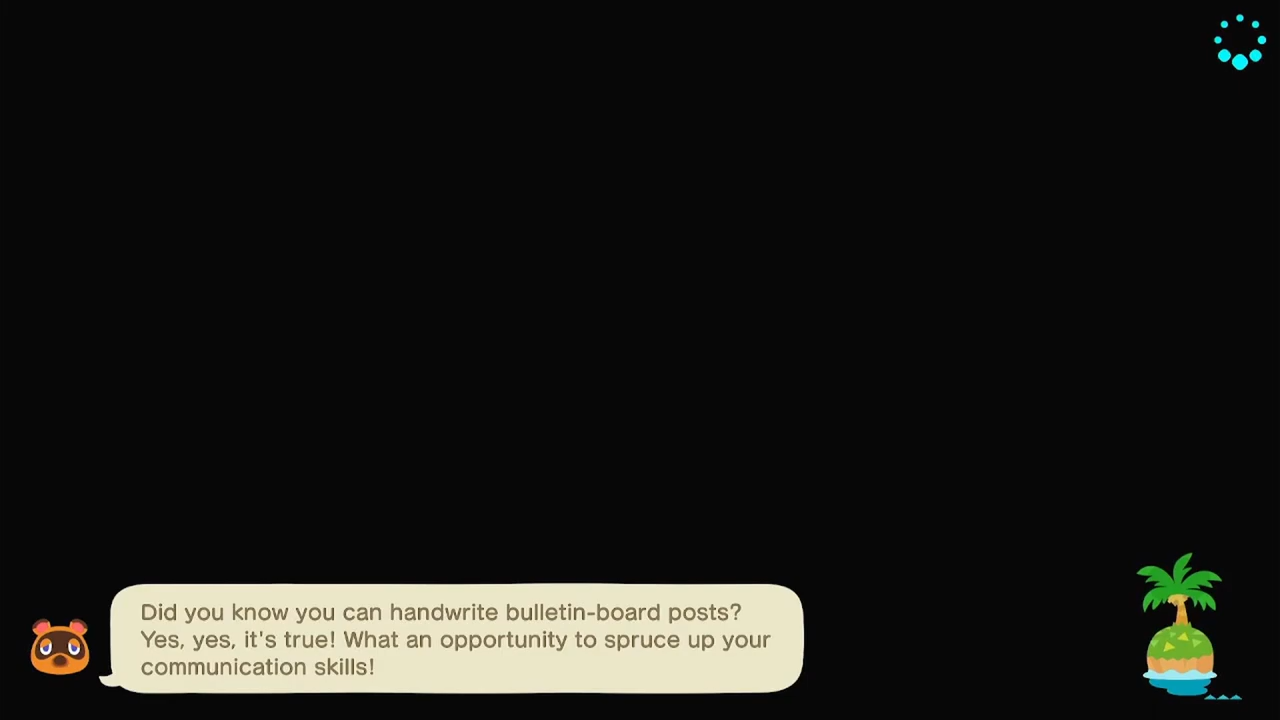 Did you know you can handwrite bulletin-board posts?
Yes, yes, it's true! What an opportunity to spruce up your
communication skills!